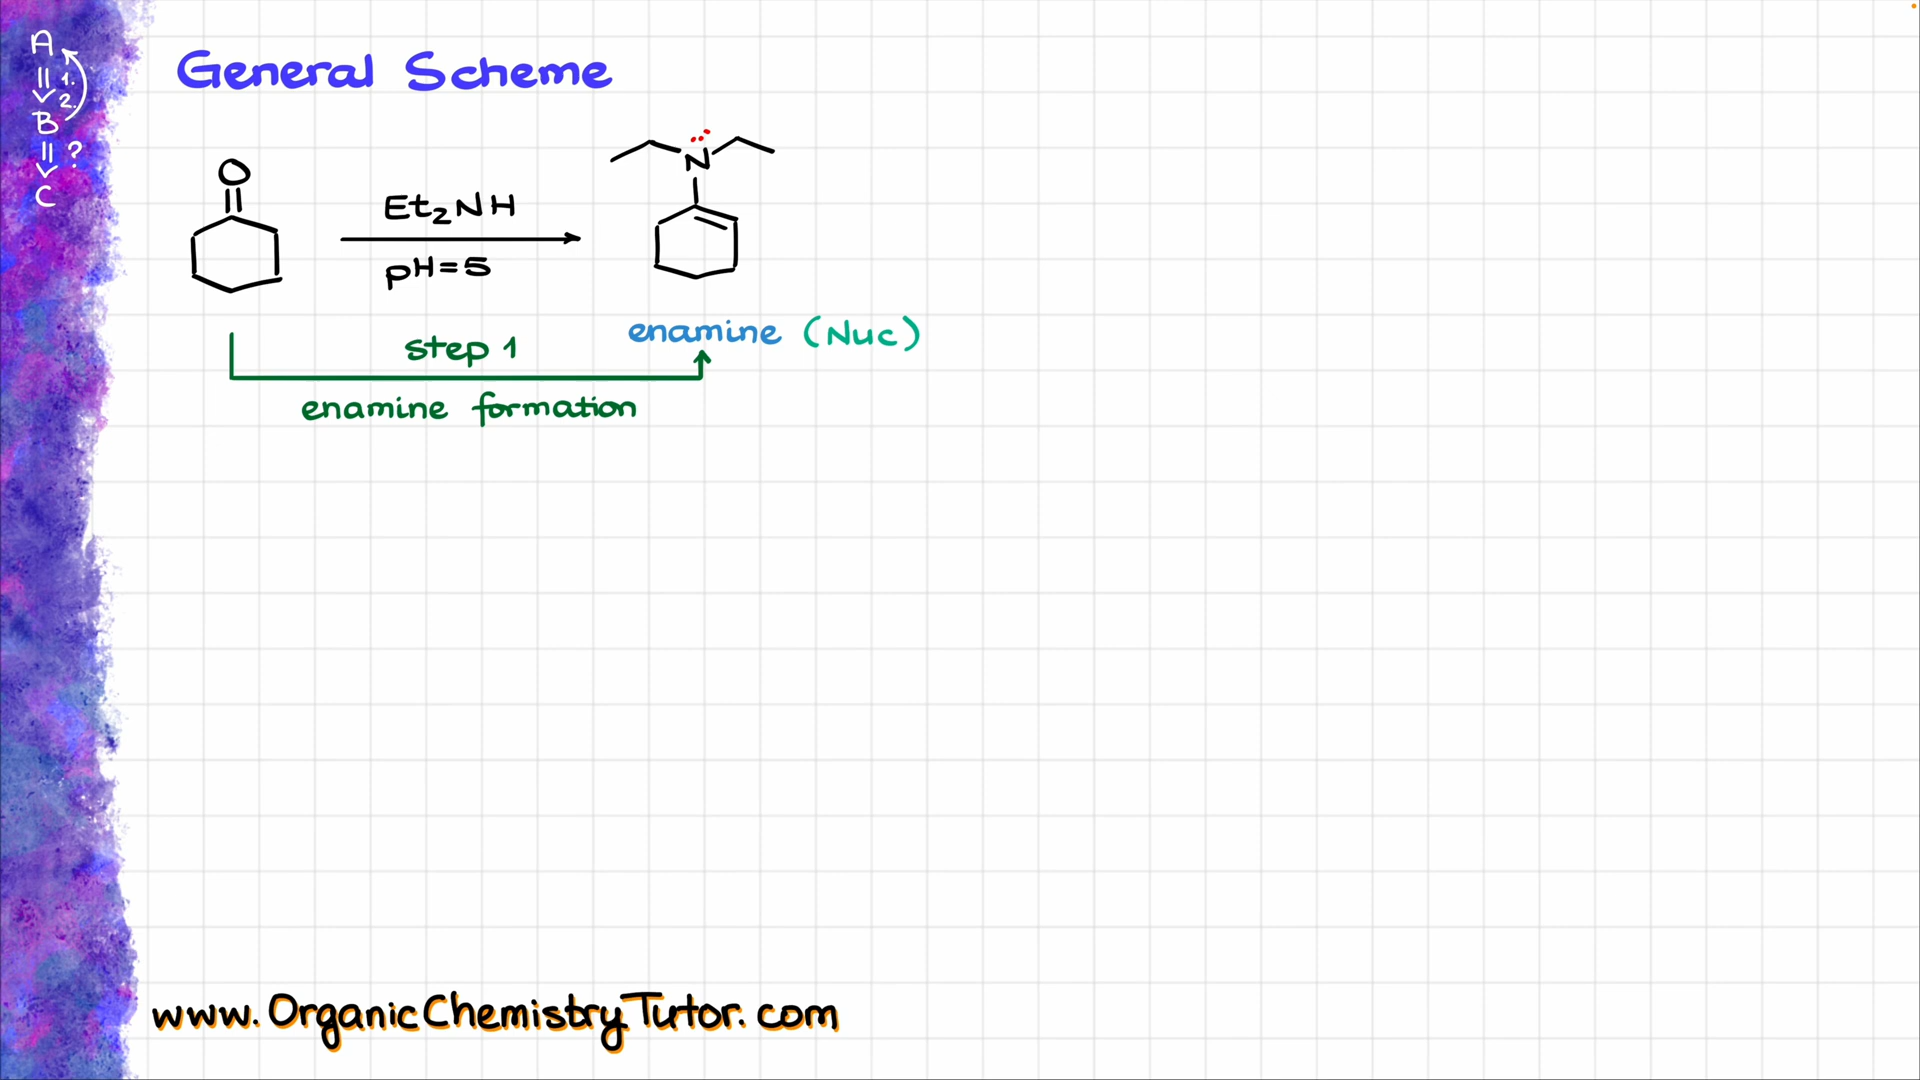 A
1.
2.
B
?
C
General Scheme
O
Et₂NH
pH=5
N
enamine (Nuc)
step 1
enamine formation
www.OrganicChemistryTutor.com